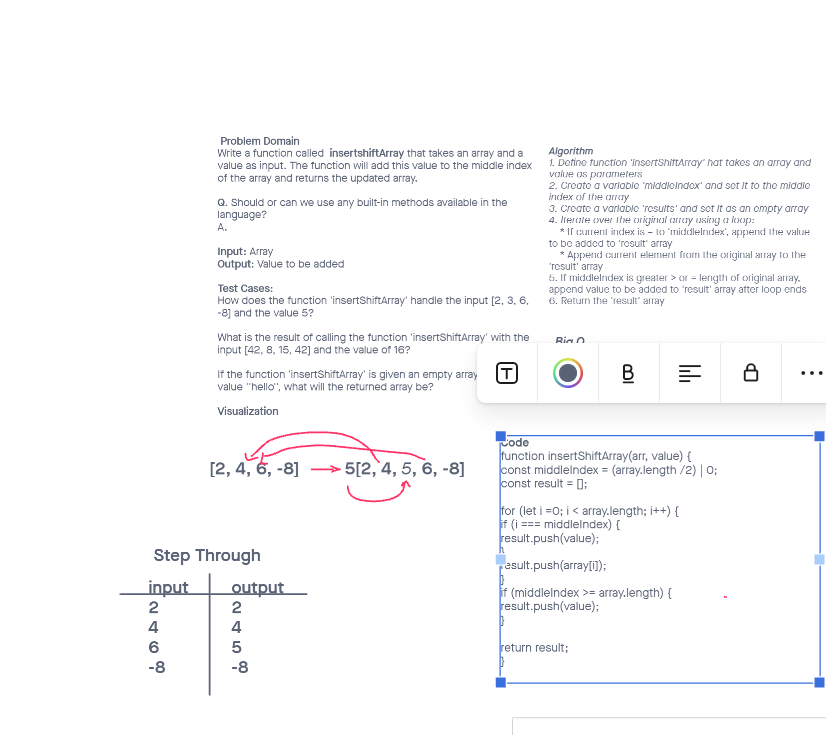 Problem Domain
Write a function called insertshiftArray that takes an array and a
value as input. The function will add this value to the middle index
of the array and returns the updated array.
Q. Should or can we use any built-in methods available in the
language?
A.
Input: Array
Output: Value to be added
Test Cases:
How does the function 'insertShiftArray' handle the input [2, 3, 6,
-8] and the value 5?
What is the result of calling the function 'insertShiftArray' with the
input [42, 8, 15, 42] and the value of 16?
If the function 'insertShiftArray' is given an empty array
value "hello", what will the returned array be?
Visualization
[2, 4, 6, -8]
5[2, 4, 5, 6, -8]
Step Through
input output
2 2
4 4
6 5
-8 -8
Algorithm
1. Define function 'insertShiftArray' hat takes an array and
value as parameters
2. Create a variable 'middleIndex' and set it to the middle
index of the array
3. Create a variable 'results' and set it as an empty array
4. Iterate over the original array using a loop:
* If current index is = to 'middleIndex', append the value
to be added to 'result' array
* Append current element from the original array to the
'result' array
5. If middleIndex is greater > or = length of original array,
append value to be added to 'result' array after loop ends
6. Return the 'result' array
Big O
T
B
Code
function insertShiftArray(arr, value) {
const middleIndex = (array.length /2) | 0;
const result = [];
for (let i =0; i < array.length; i++) {
if (i === middleIndex) {
result.push(value);
}
result.push(array[i]);
}
if (middleIndex >= array.length) {
result.push(value);
}
return result;
}